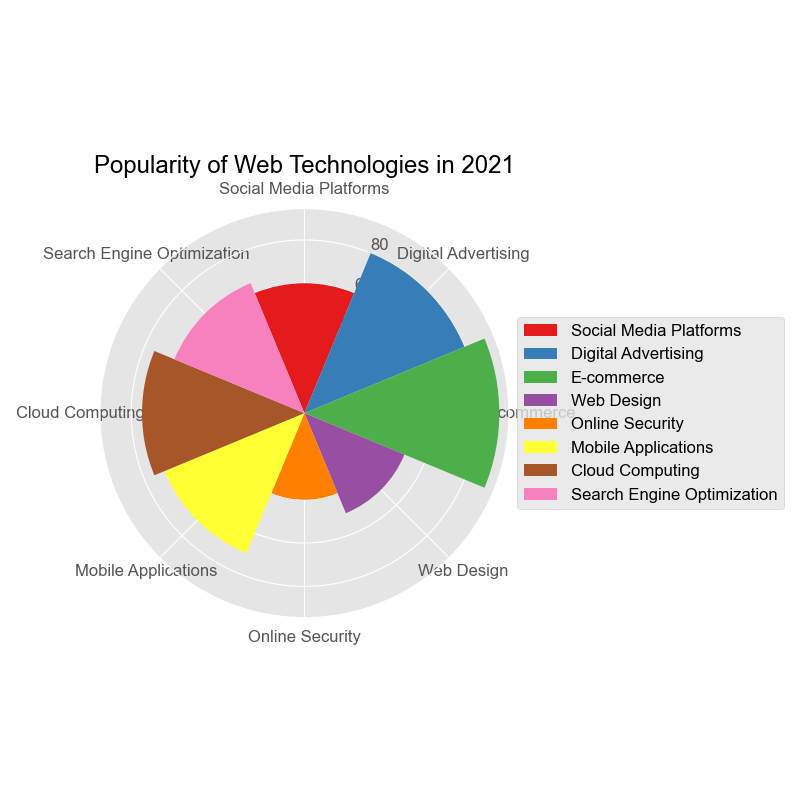 Popularity of Web Technologies in 2021
Social Media Platforms
Search Engine Optimization
80
Digital Advertising
6
Social Media Platforms
Digital Advertising
E-commerce
Web Design
Online Security
Mobile Applications
Cloud Computing
Search Engine Optimization
Cloud Computing
commerce
Mobile Applications
Web Design
Online Security